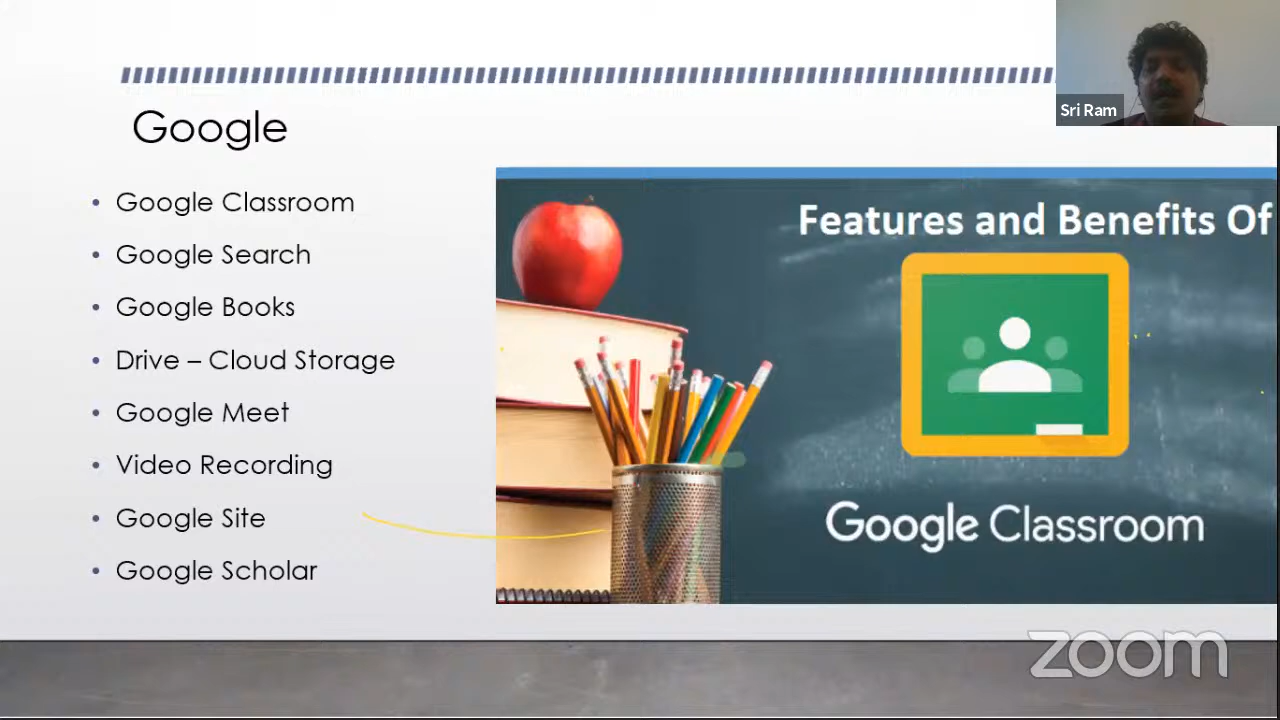 Sri Ram
Google
• Google Classroom
• Google Search
• Google Books
• Drive – Cloud Storage
• Google Meet
• Video Recording
• Google Site
• Google Scholar
Features and Benefits Of
Google Classroom
zoom